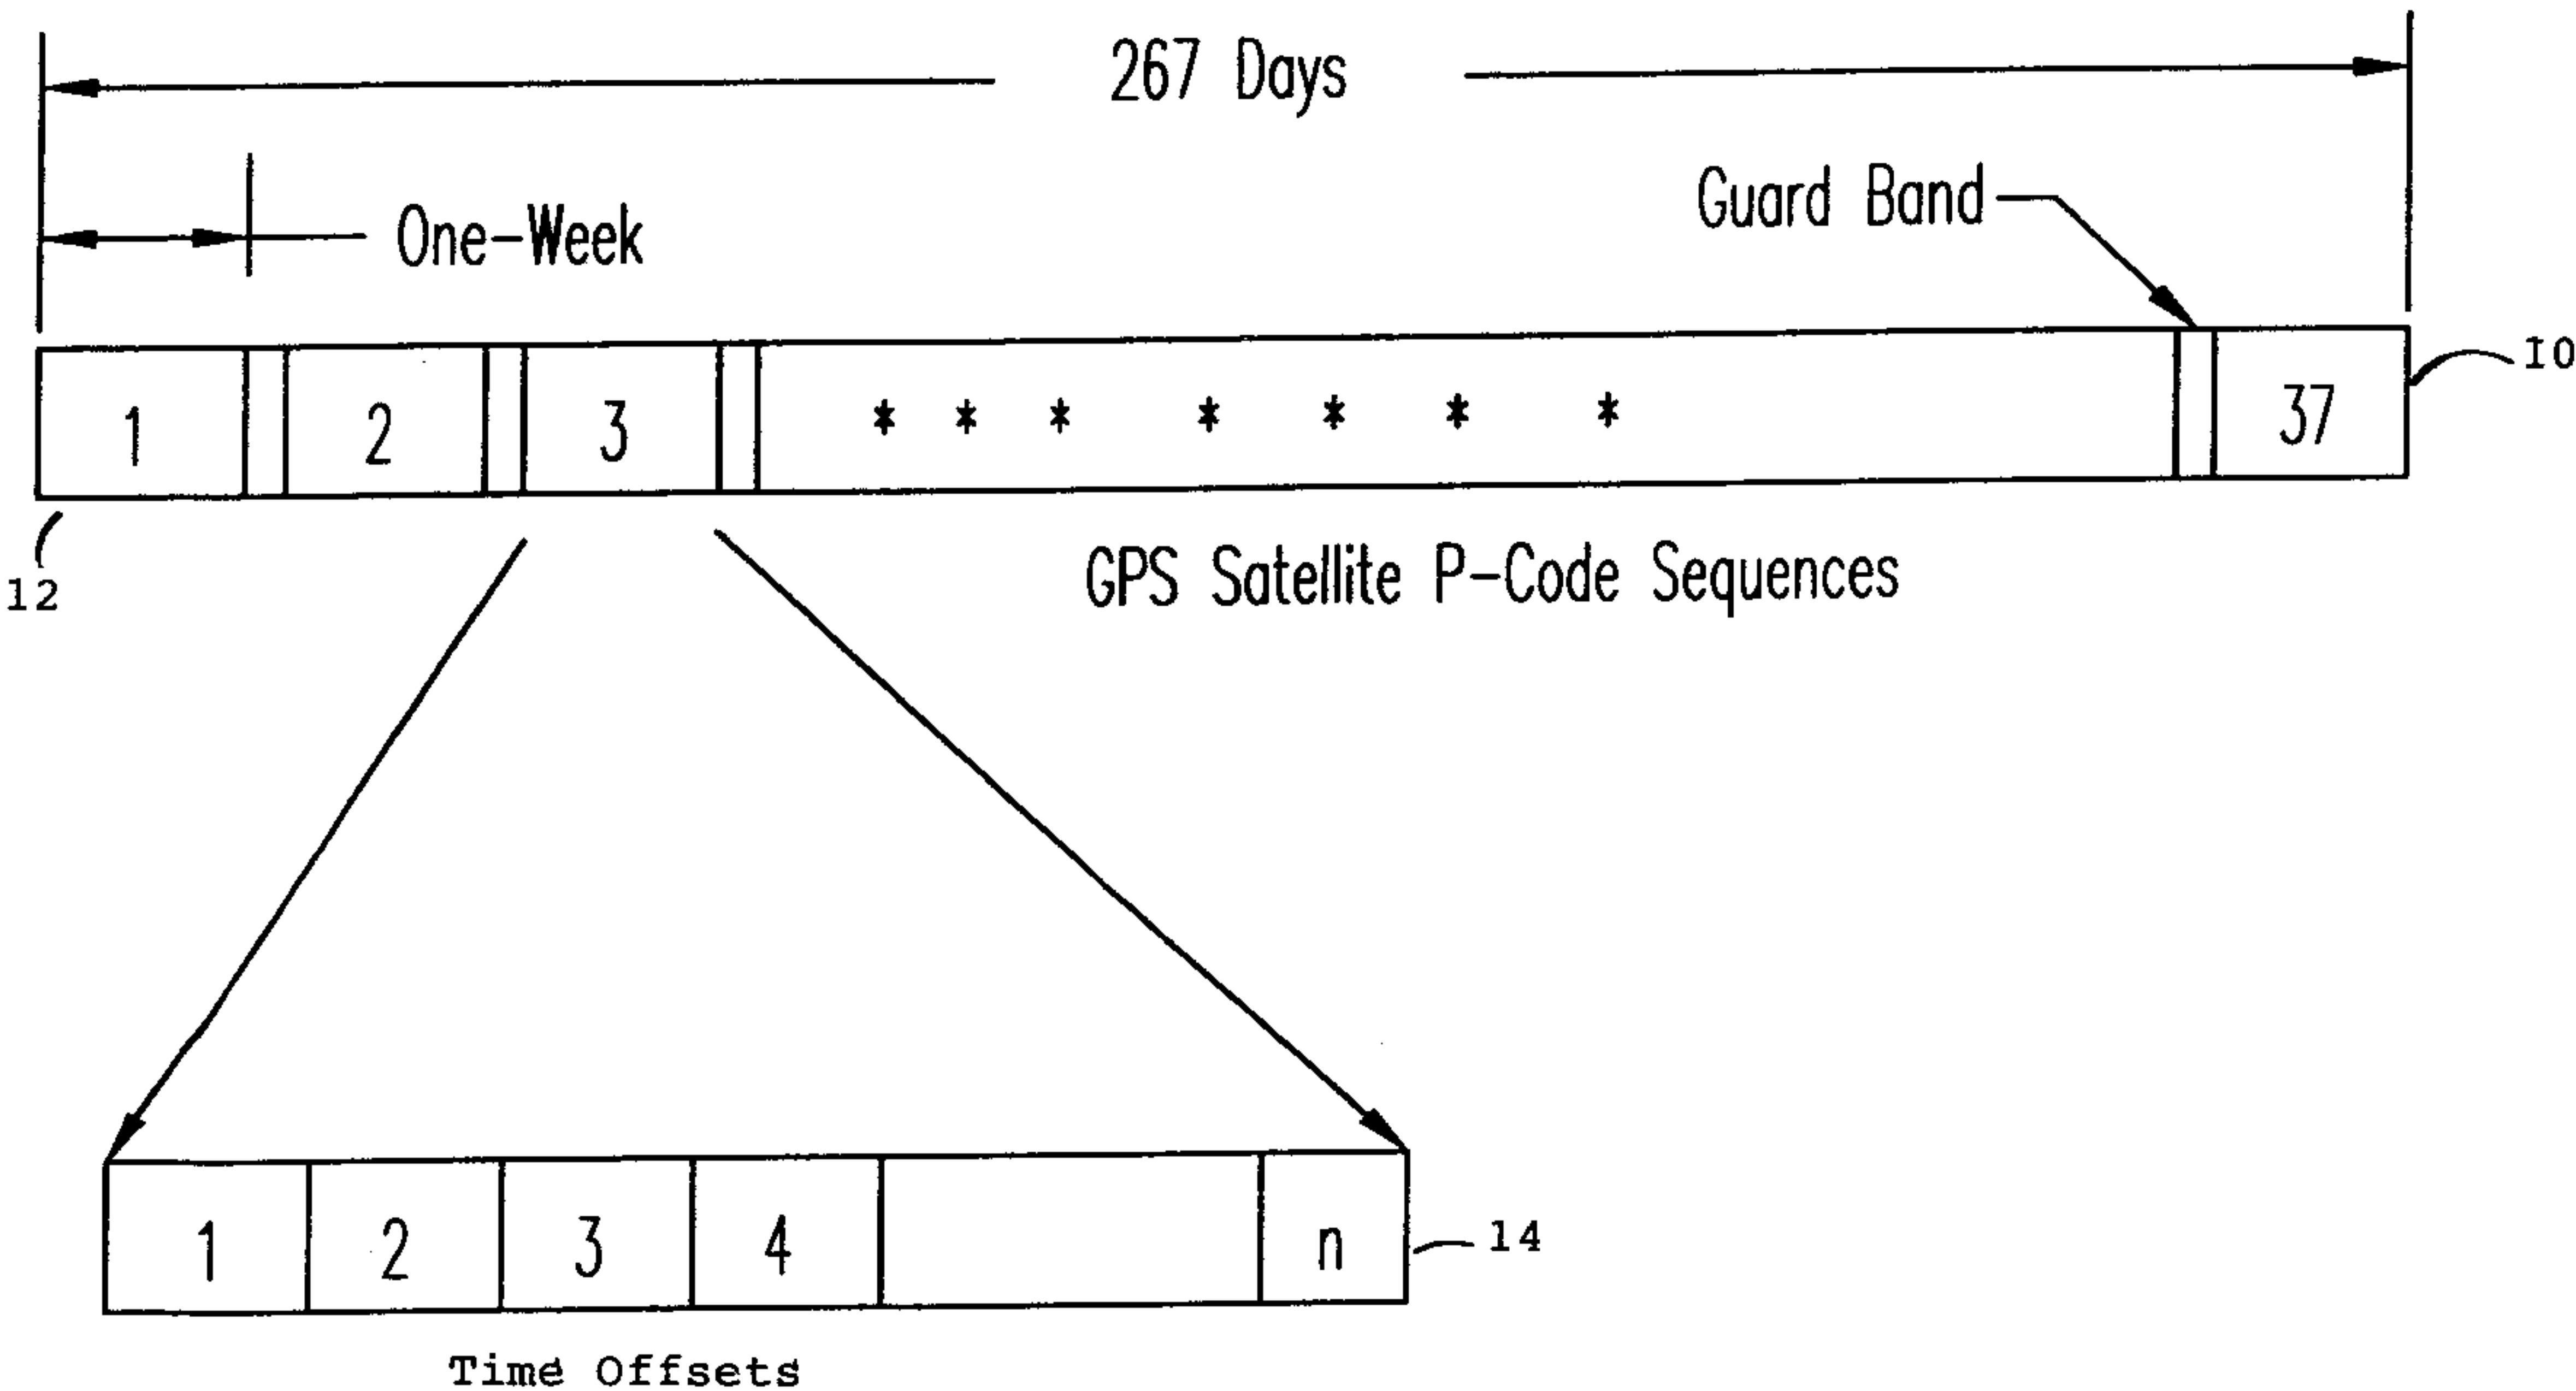 267 Days
One-Week
Guard Band
10
1 2 3 * * * * * * * 37
12
GPS Satellite P-Code Sequences
1 2 3 4 n
14
Time Offsets